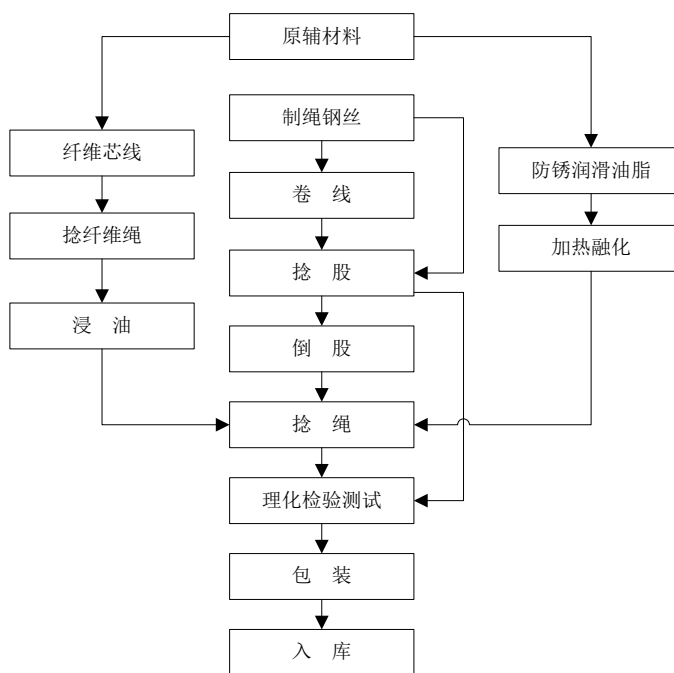 原辅材料
制绳钢丝
纤维芯线
防锈润滑油脂
卷 线
捻纤维绳
加热融化
捻 股
浸 油
倒 股
捻 绳
理化检验测试
包 装
入 库